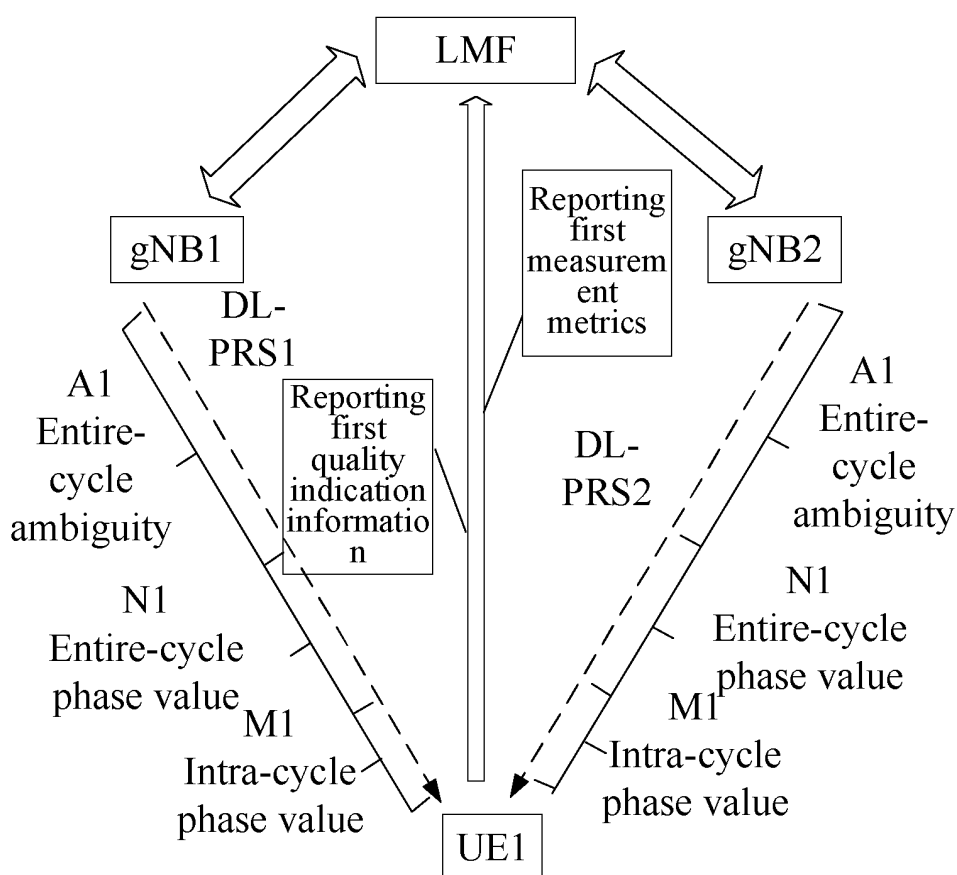 LMF
gNB1
gNB2
Reporting
first
measurem
ent
metrics
DL-
PRS1
A1
Entire-
cycle
ambiguity
Reporting
first
quality
indication
informatio
n
DL-
PRS2
A1
Entire-
cycle
ambiguity
N1
Entire-cycle
phase value
N1
Entire-cycle
phase value
M1
Intra-cycle
phase value
M1
Intra-cycle
phase value
UE1